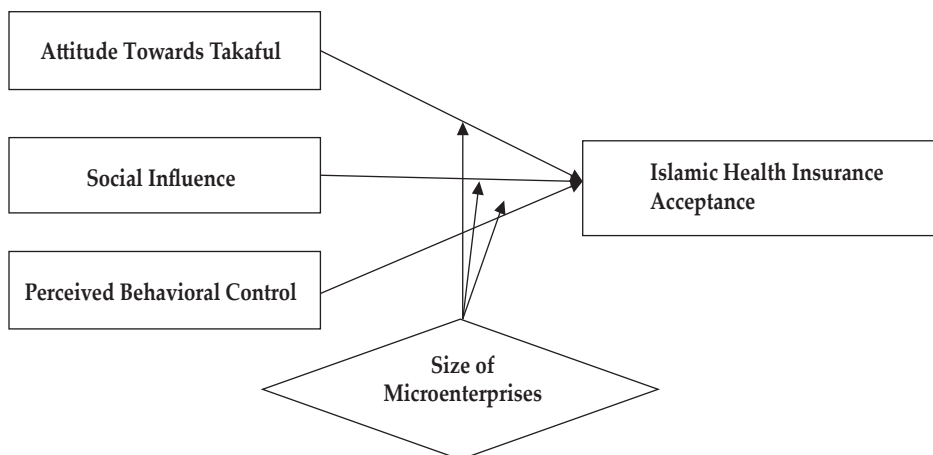 Attitude Towards Takaful
Social Influence
Islamic Health Insurance
Acceptance
Perceived Behavioral Control
Size of
Microenterprises